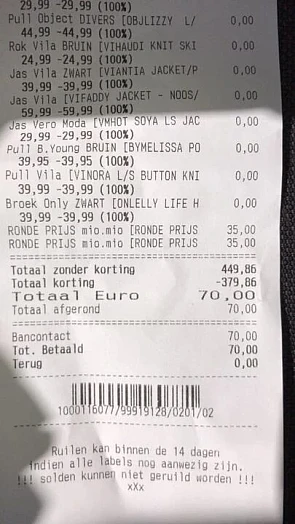 29,99 -29,99 (100%)
Pull Object DIVERS [OBJLIZZY L/ 0,00
44,99 -44,99 (100%)
Rok Vila BRUIN [VIHAUDI KNIT SKI 0,00
24,99 -24,99 (100%)
Jas Vila ZWART [VIANTIA JACKET/P 0,00
39,99 -39,99 (100%)
Jas Vila [VIFADDY JACKET - NOOS/ 0,00
59,99 -59,99 (100%)
Jas Vero Moda [VMHOT SOYA LS JAC 0,00
29,99 -29,99 (100%)
Pull B.Young BRUIN [BYMELISSA PO 0,00
39,95 -39,95 (100%)
Pull Vila [VINORA L/S BUTTON KNI 0,00
39,99 -39,99 (100%)
Broek Only ZWART [ONLELLY LIFE H 0,00
39,99 -39,99 (100%)
RONDE PRIJS mio.mio [RONDE PRIJS 35,00
RONDE PRIJS mio.mio [RONDE PRIJS 35,00
Totaal zonder korting 449,86
Totaal korting -379,86
Totaal Euro 70,00
Totaal afgerond 70,00
Bancontact 70,00
Tot. Betaald 70,00
Terug 0,00
1000116077/99919128/0201/02
Ruilen kan binnen de 14 dagen
indien alle labels nog aanwezig zijn.
!!! solden kunnen niet geruild worden !!!
xXx